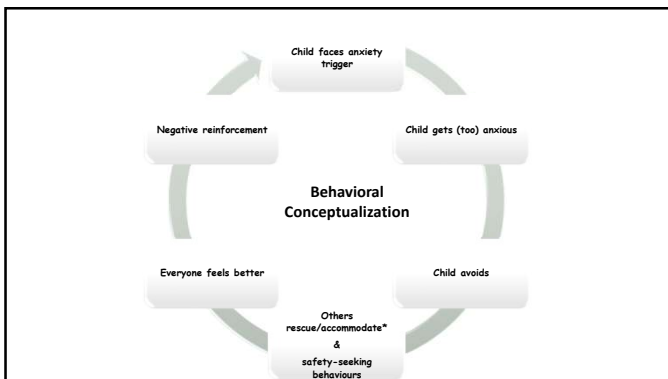 Child faces anxiety
trigger
Negative reinforcement
Child gets (too) anxious
Behavioral
Conceptualization
Everyone feels better
Child avoids
Others
rescue/accommodate*
&
safety-seeking
behaviours